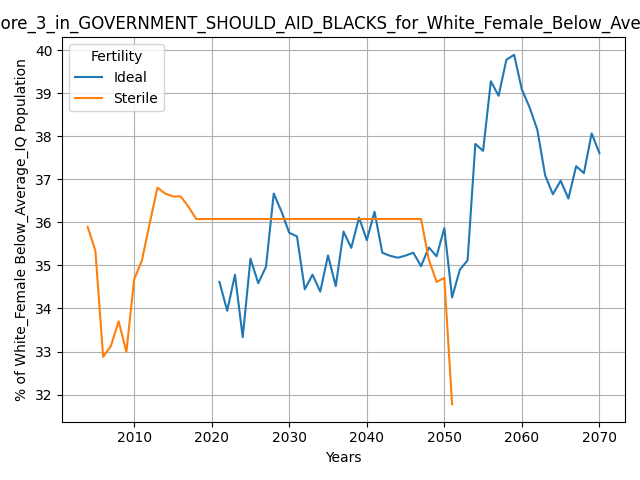 ore_3_in_GOVERNMENT_SHOULD_AID_BLACKS_for_White_Female_Below_Ave
Fertility
Ideal
Sterile
% of White_Female Below_Average_IQ Population
40
39
38
37
36
35
34
33
32
2010
2020
2030
2040
2050
2060
2070
Years